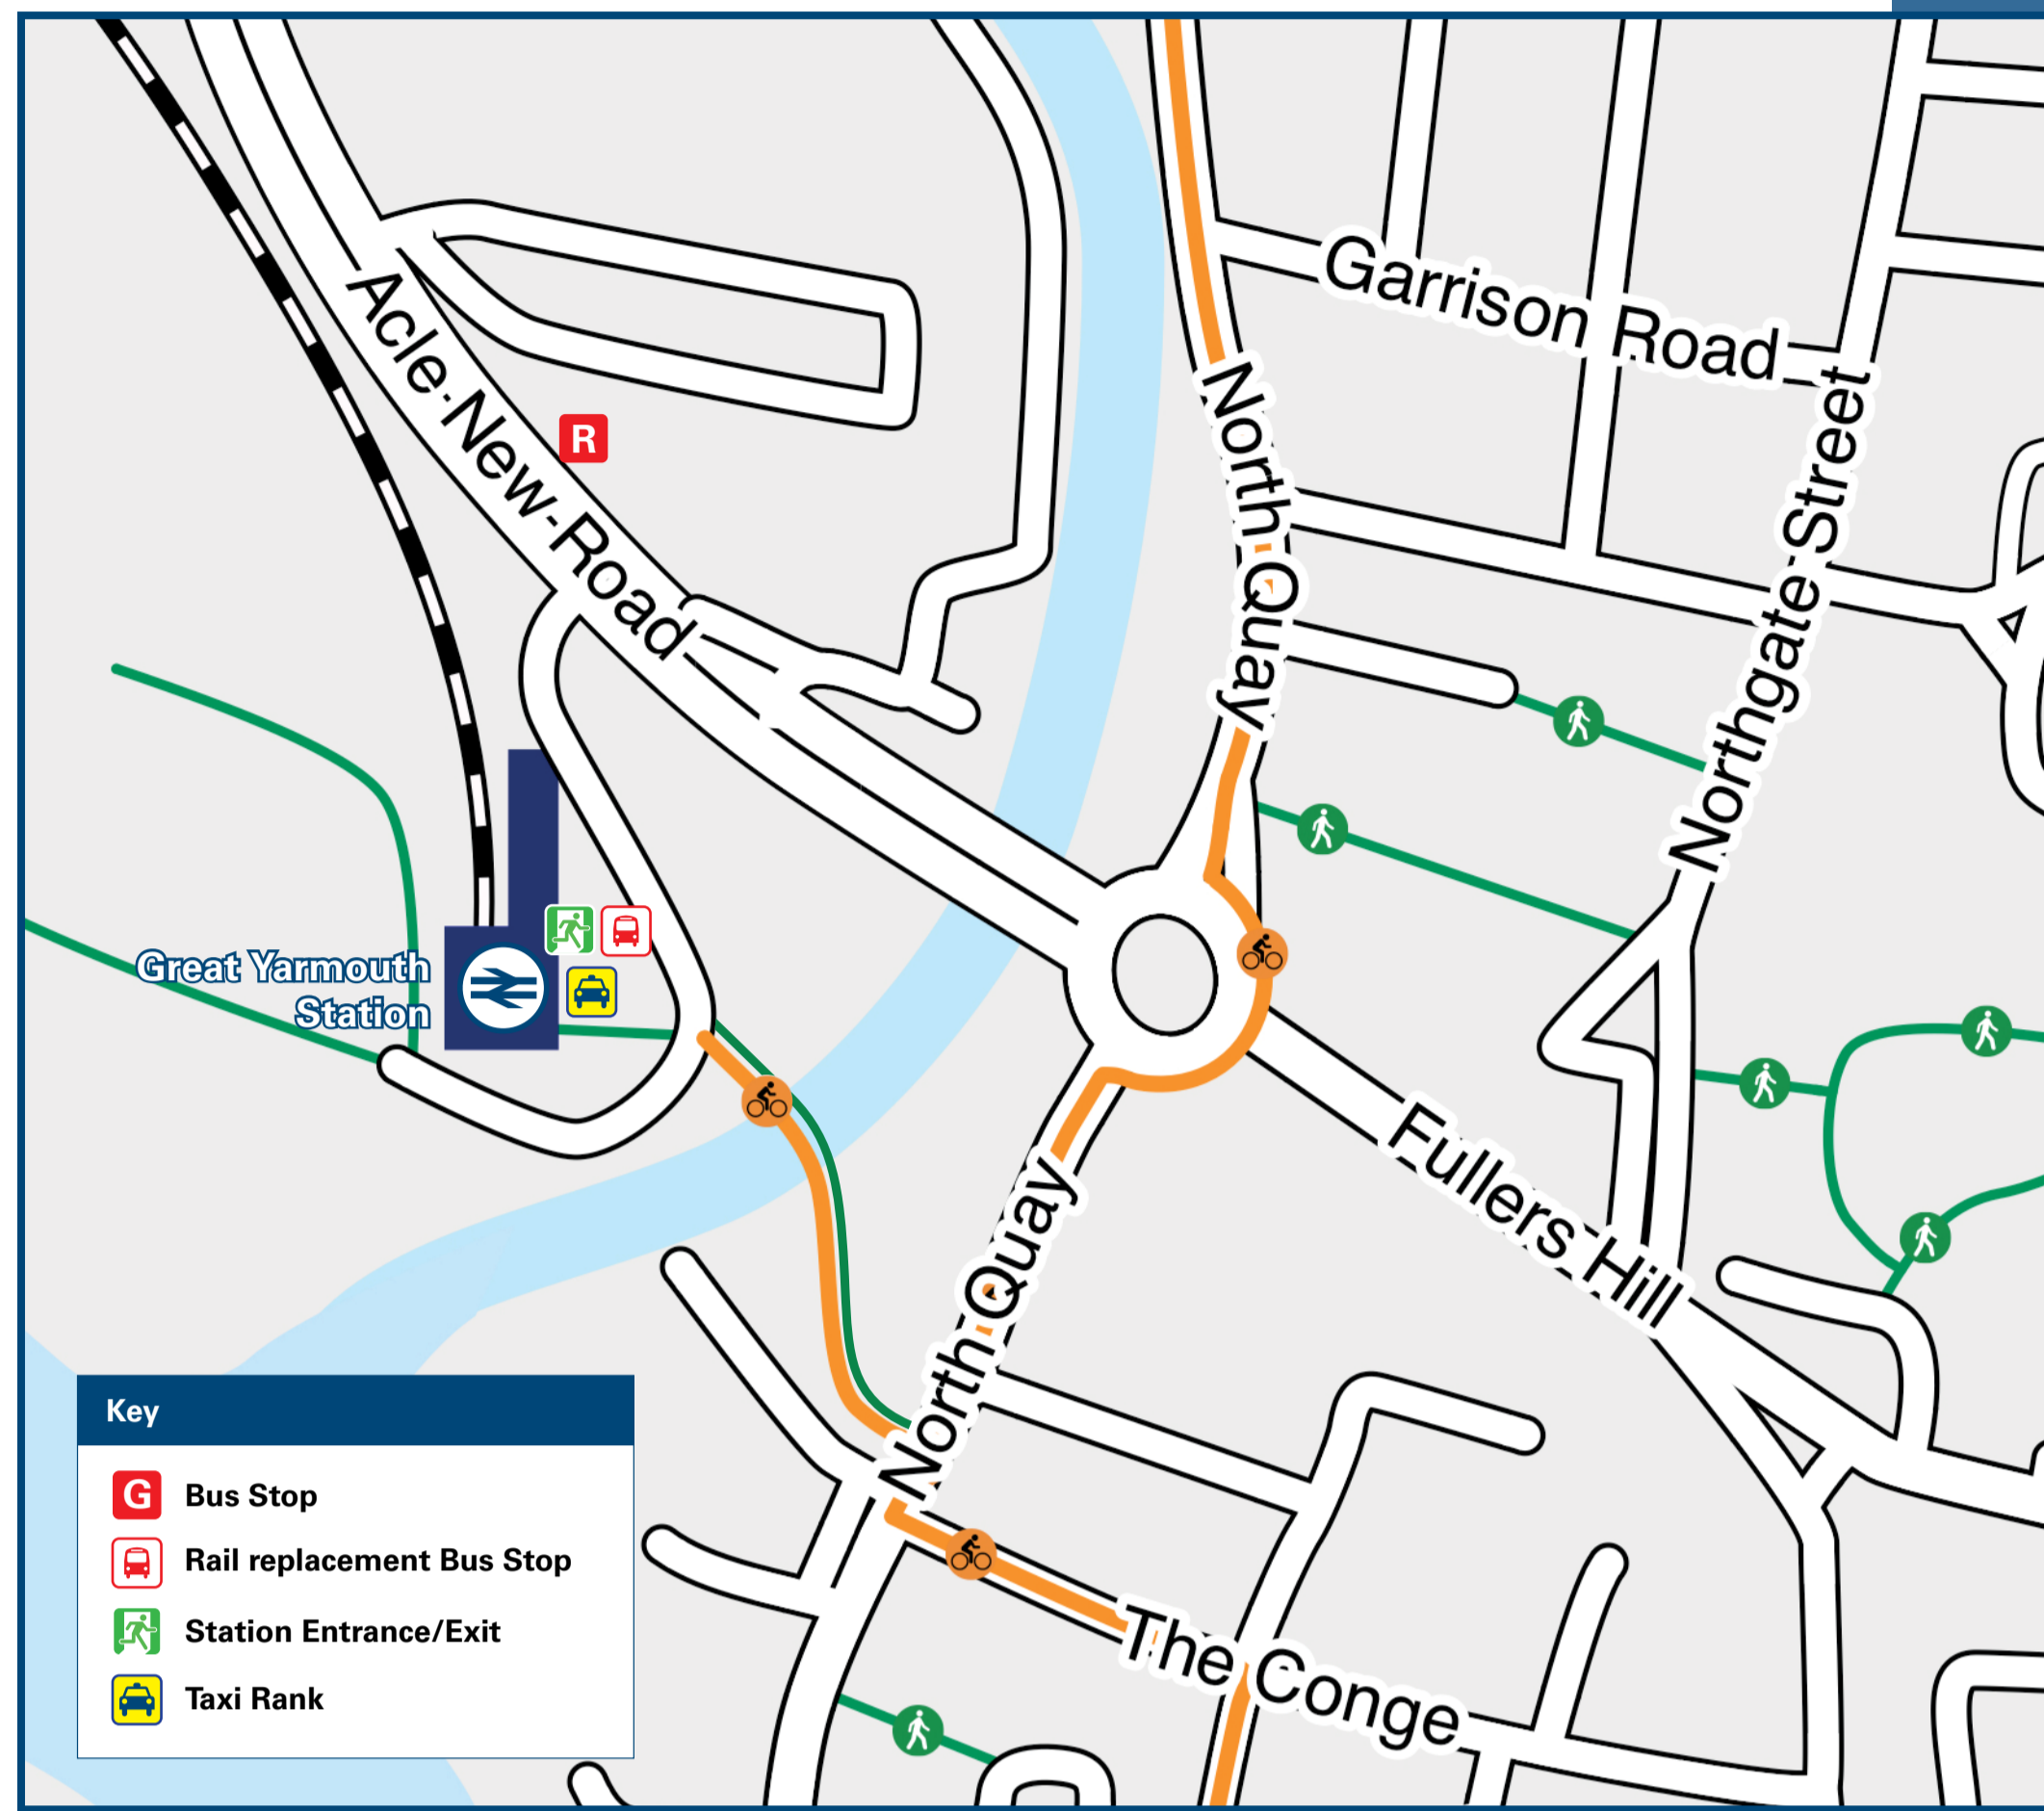 Garrison Road
Acle New Road
R
North Quay
Northgate Street
Great Yarmouth
Station
Fullers Hill
North Quay
The Conge
Key
G Bus Stop
Rail replacement Bus Stop
Station Entrance/Exit
Taxi Rank